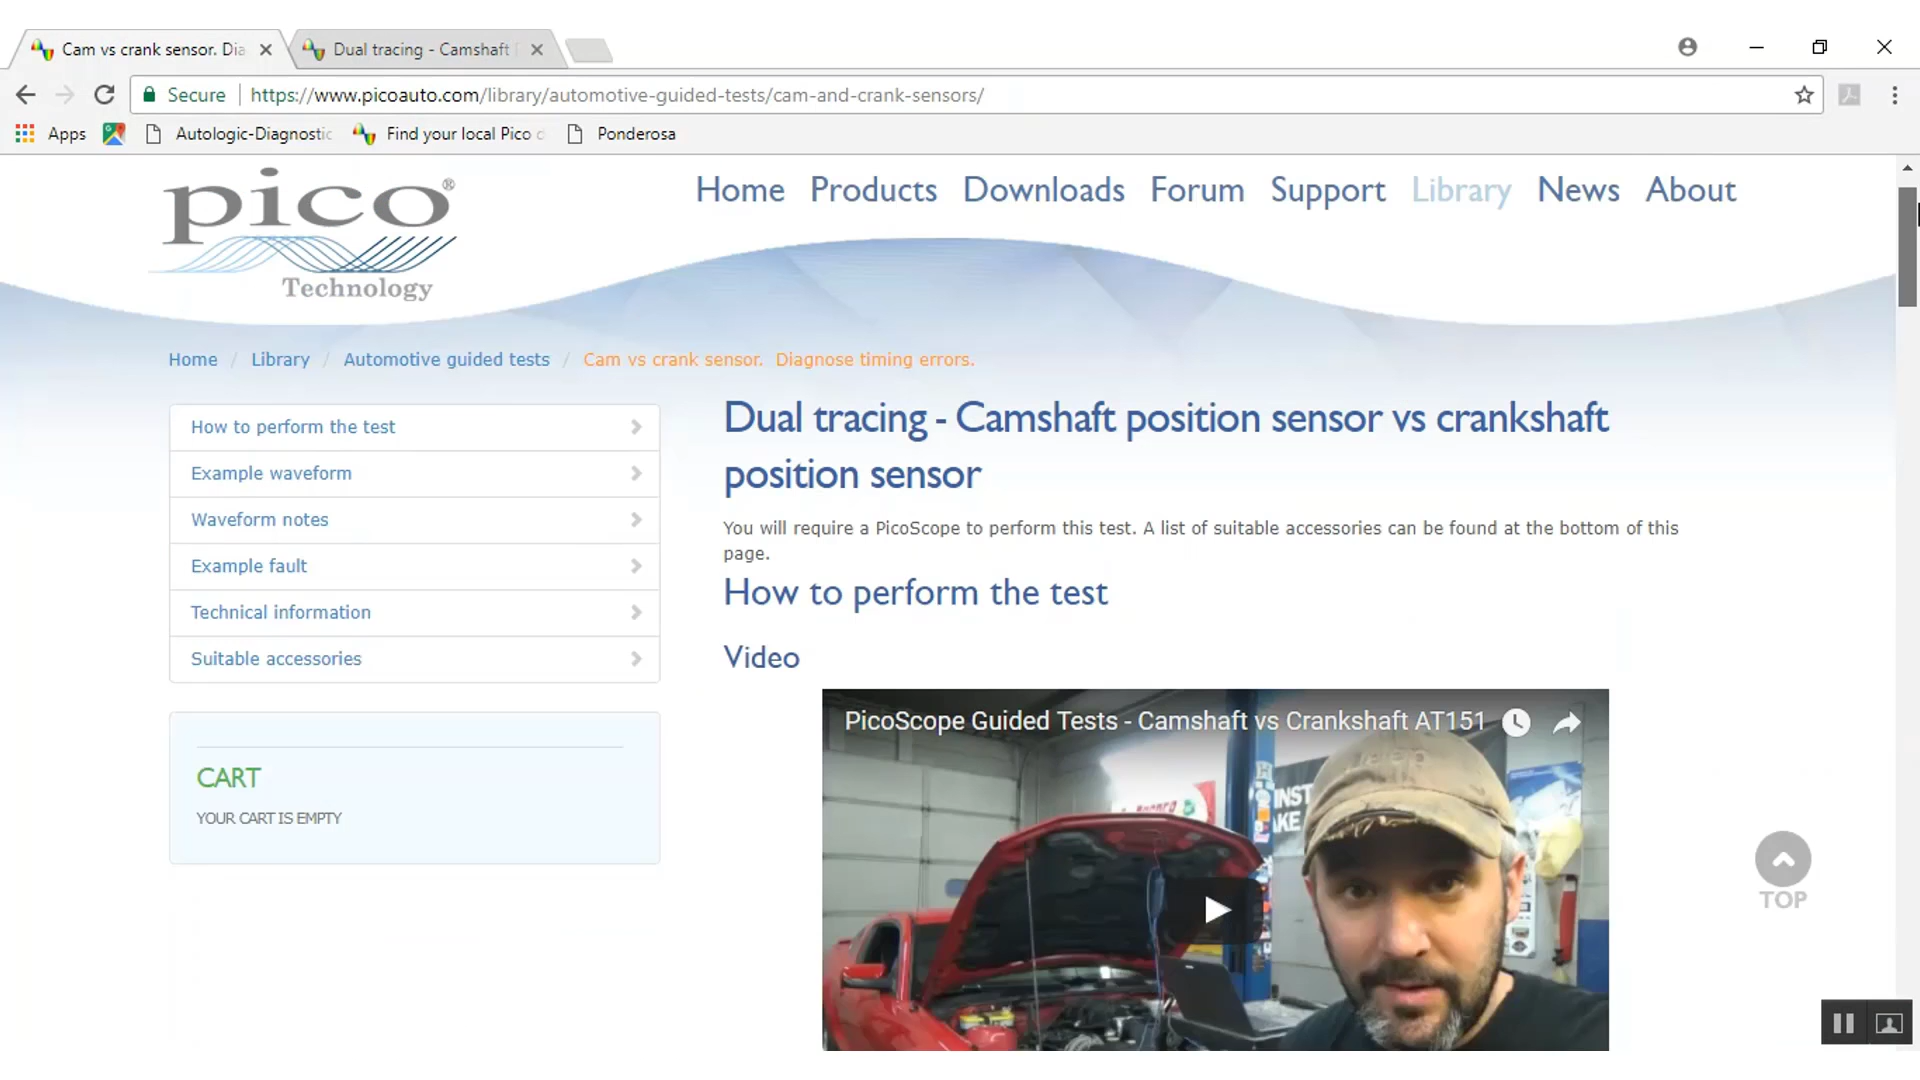 Cam vs crank sensor. Dia
Dual tracing - Camshaft
Secure
https://www.picoauto.com/library/automotive-guided-tests/cam-and-crank-sensors/
Apps
Autologic-Diagnostic
Find your local Pico d
Ponderosa
pico®
Technology
Home Products Downloads Forum Support Library News About
Home / Library / Automotive guided tests / Cam vs crank sensor. Diagnose timing errors.
How to perform the test
Example waveform
Waveform notes
Example fault
Technical information
Suitable accessories
CART
YOUR CART IS EMPTY
Dual tracing - Camshaft position sensor vs crankshaft
position sensor
You will require a PicoScope to perform this test. A list of suitable accessories can be found at the bottom of this
page.
How to perform the test
Video
PicoScope Guided Tests - Camshaft vs Crankshaft AT151
TOP